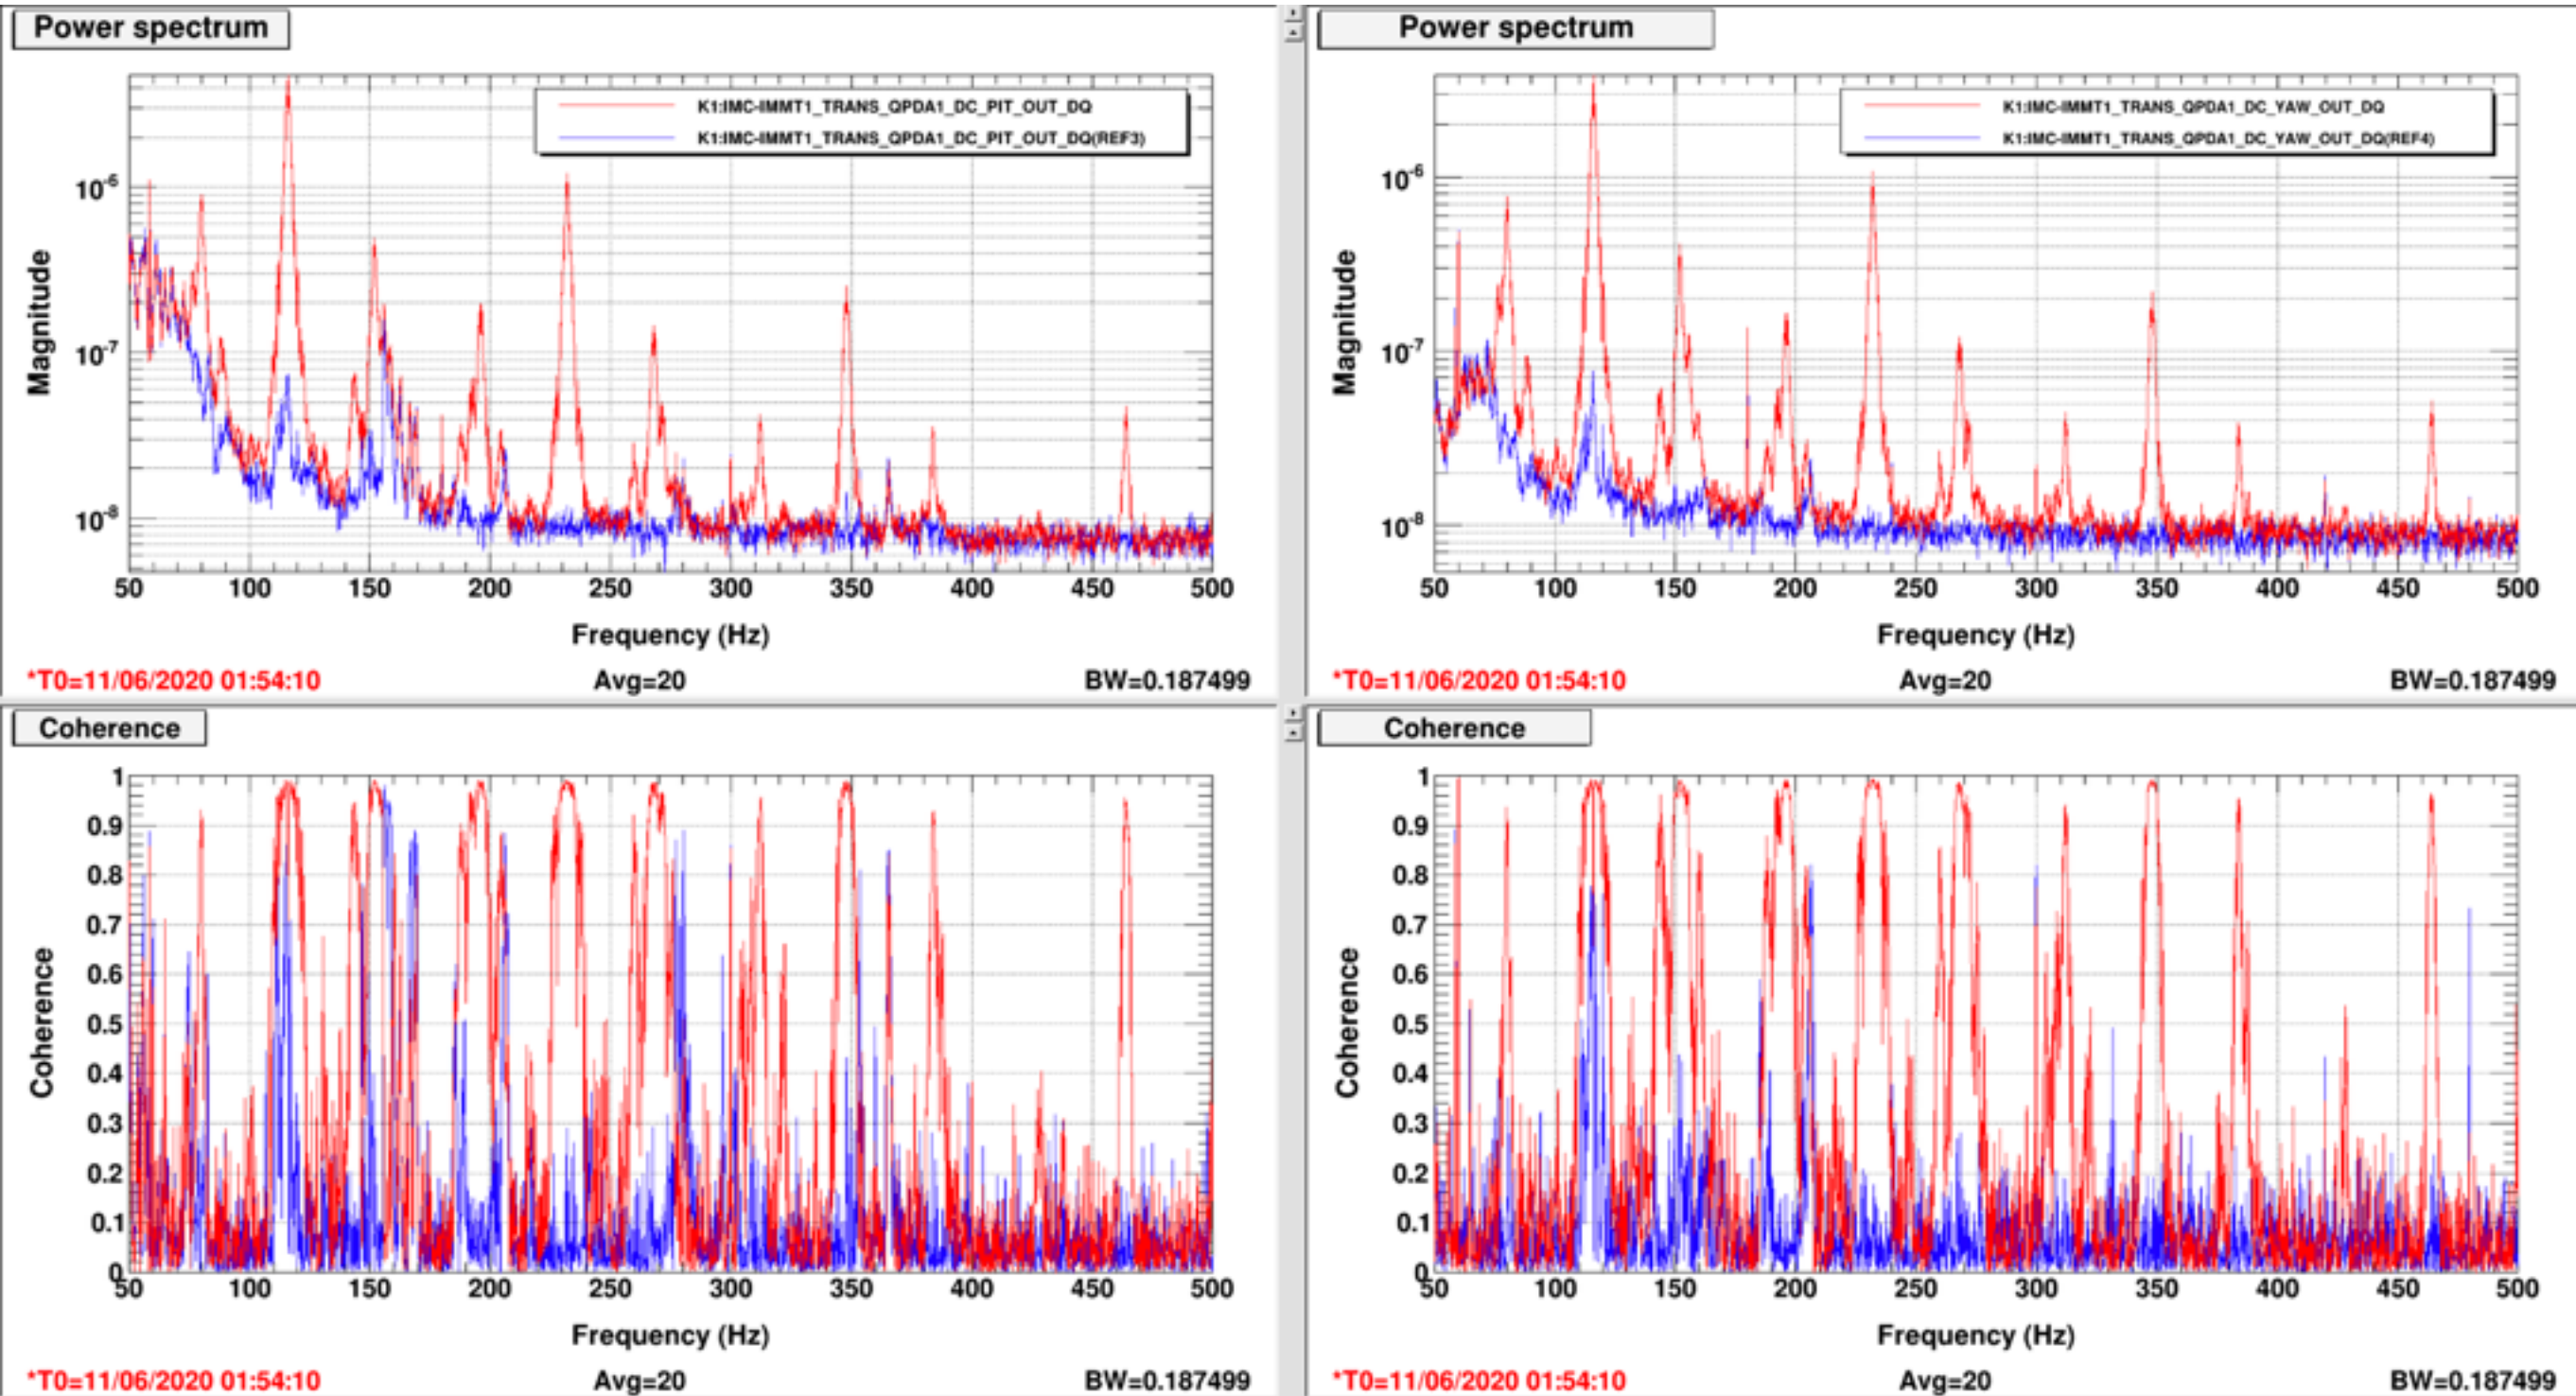 Power spectrum
K1:IMC-IMMT1_TRANS_QPDA1_DC_PIT_OUT_DQ
K1:IMC-IMMT1_TRANS_QPDA1_DC_PIT_OUT_DQ(REF3)
10-6
10-7
10-8
Magnitude
50 100 150 200 250 300 350 400 450 500
Frequency (Hz)
*T0=11/06/2020 01:54:10 Avg=20 BW=0.187499
Power spectrum
K1:IMC-IMMT1_TRANS_QPDA1_DC_YAW_OUT_DQ
K1:IMC-IMMT1_TRANS_QPDA1_DC_YAW_OUT_DQ(REF4)
10-6
10-7
10-8
Magnitude
50 100 150 200 250 300 350 400 450 500
Frequency (Hz)
*T0=11/06/2020 01:54:10 Avg=20 BW=0.187499
Coherence
1
0.9
0.8
0.7
0.6
0.5
0.4
0.3
0.2
0.1
0
Coherence
50 100 150 200 250 300 350 400 450 500
Frequency (Hz)
*T0=11/06/2020 01:54:10 Avg=20 BW=0.187499
Coherence
1
0.9
0.8
0.7
0.6
0.5
0.4
0.3
0.2
0.1
0
Coherence
50 100 150 200 250 300 350 400 450 500
Frequency (Hz)
*T0=11/06/2020 01:54:10 Avg=20 BW=0.187499